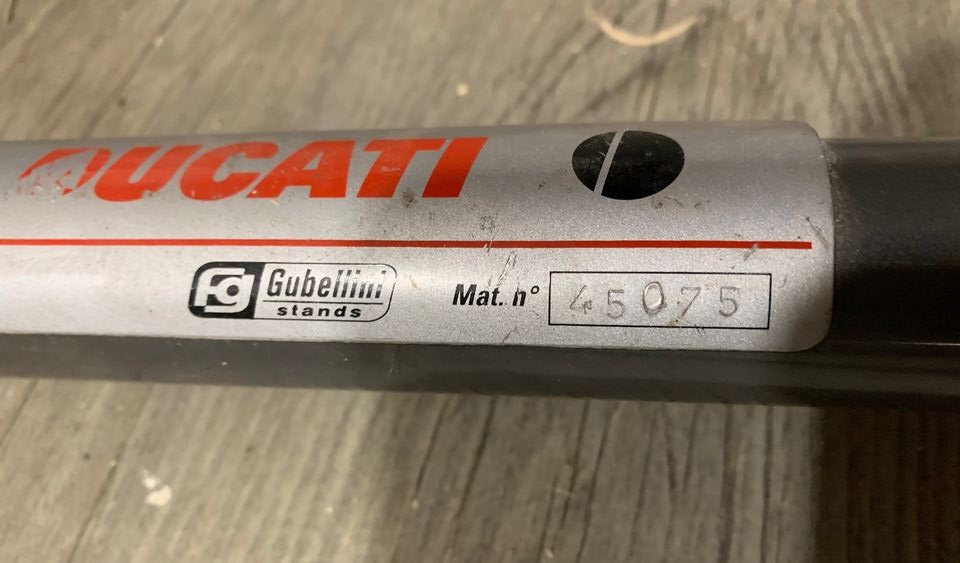 DUCATI
FG Gubellini
stands
Mat. n° 45075